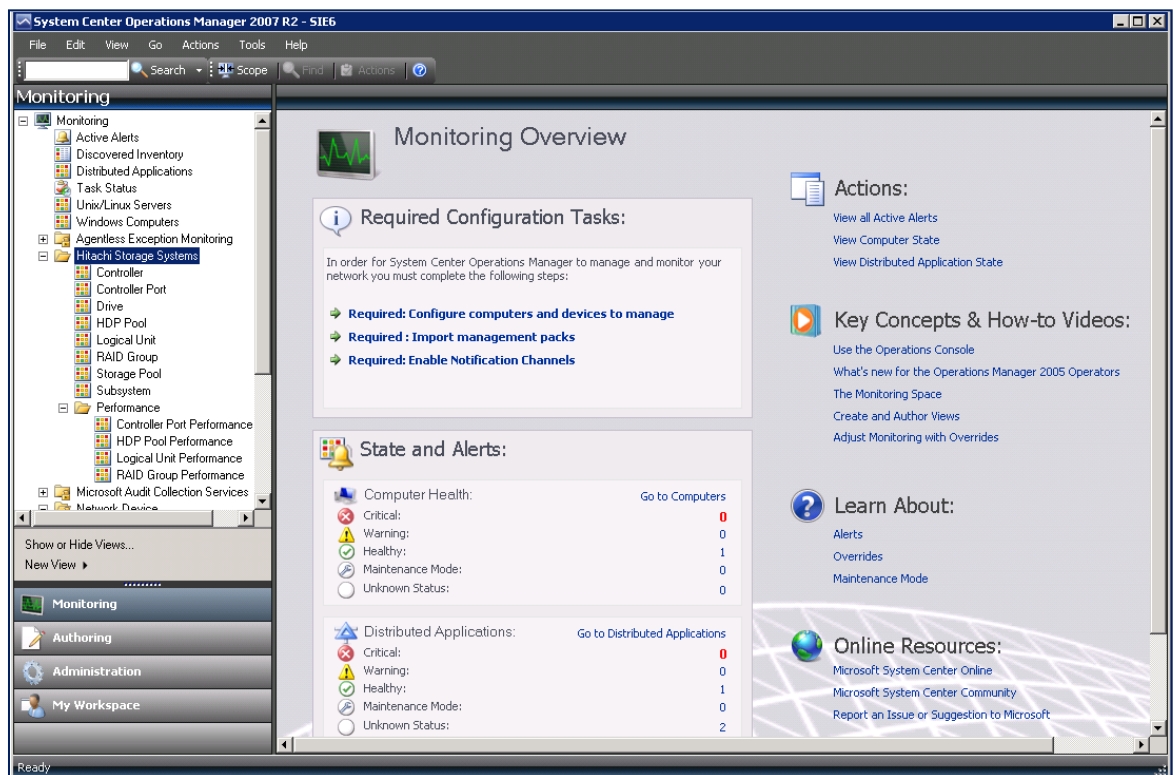 System Center Operations Manager 2007 R2 - SIE6
File Edit View Go Actions Tools Help
Search Scope Find Actions
Monitoring
Monitoring
Active Alerts
Discovered Inventory
Distributed Applications
Task Status
Unix/Linux Servers
Windows Computers
Agentless Exception Monitoring
Hitachi Storage Systems
Controller
Controller Port
Drive
HDP Pool
Logical Unit
RAID Group
Storage Pool
Subsystem
Performance
Controller Port Performance
HDP Pool Performance
Logical Unit Performance
RAID Group Performance
Microsoft Audit Collection Services
Network Device
Show or Hide Views...
New View
Monitoring
Authoring
Administration
My Workspace
Monitoring Overview
Required Configuration Tasks:
In order for System Center Operations Manager to manage and monitor your
network you must complete the following steps:
Required: Configure computers and devices to manage
Required : Import management packs
Required: Enable Notification Channels
State and Alerts:
Computer Health: Go to Computers
Critical: 0
Warning: 0
Healthy: 1
Maintenance Mode: 0
Unknown Status: 0
Distributed Applications: Go to Distributed Applications
Critical: 0
Warning: 0
Healthy: 1
Maintenance Mode: 0
Unknown Status: 2
Actions:
View all Active Alerts
View Computer State
View Distributed Application State
Key Concepts & How-to Videos:
Use the Operations Console
What's new for the Operations Manager 2005 Operators
The Monitoring Space
Create and Author Views
Adjust Monitoring with Overrides
Learn About:
Alerts
Overrides
Maintenance Mode
Online Resources:
Microsoft System Center Online
Microsoft System Center Community
Report an Issue or Suggestion to Microsoft
Ready